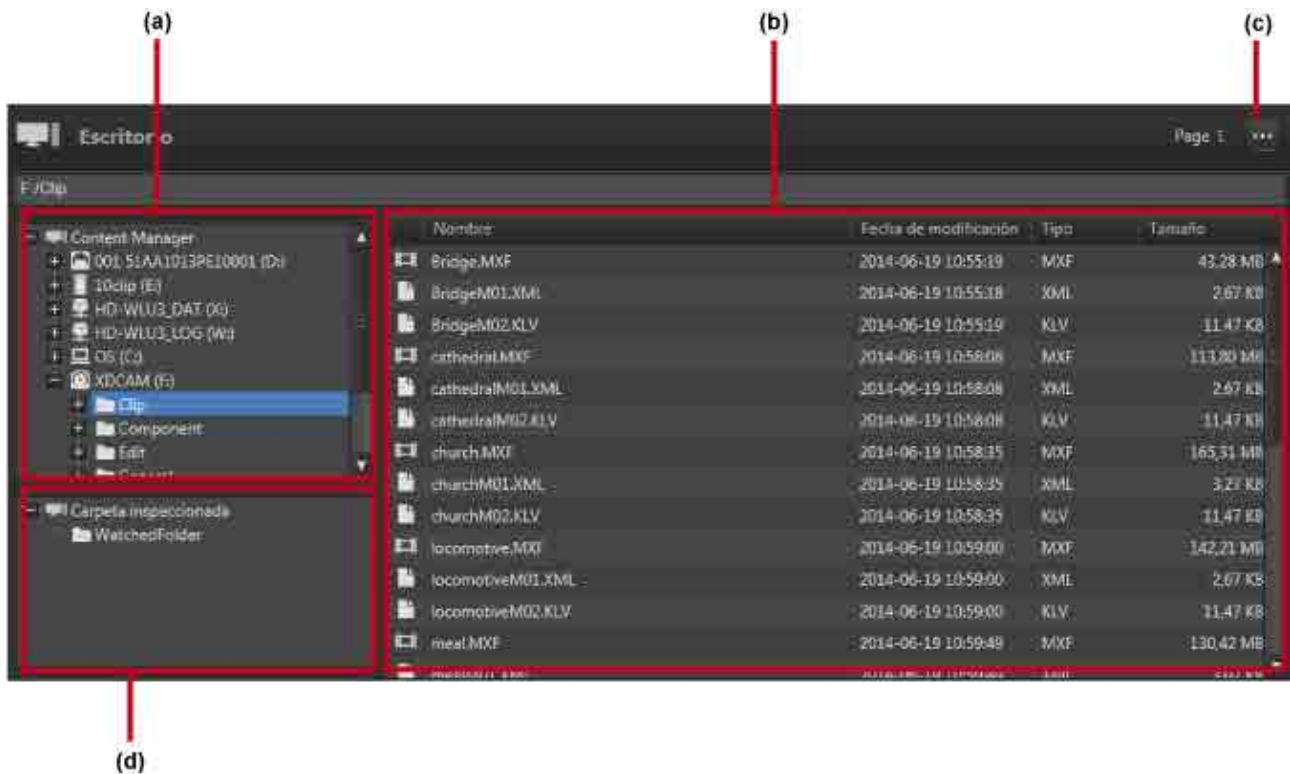 (a) (b) (c)
Escritorio Page 1 •••
F:/Clip
Content Manager
001 51AA1013PE10001 (D:)
10clip (E:)
HD-WLU3_DAT (X:)
HD-WLU3_LOG (W:)
OS (C:)
XDCAM (F:)
Clip
Component
Edit
Carpeta inspeccionada
WatchedFolder
Nombre Fecha de modificación Tipo Tamaño
Bridge.MXF 2014-06-19 10:55:19 MXF 43,28 MB
BridgeM01.XML 2014-06-19 10:55:18 XML 2,67 KB
BridgeM02.KLV 2014-06-19 10:55:19 KLV 11,47 KB
cathedral.MXF 2014-06-19 10:58:08 MXF 113,80 MB
cathedralM01.XML 2014-06-19 10:58:08 XML 2,67 KB
cathedralM02.KLV 2014-06-19 10:58:08 KLV 11,47 KB
church.MXF 2014-06-19 10:58:35 MXF 165,31 MB
churchM01.XML 2014-06-19 10:58:35 XML 3,27 KB
churchM02.KLV 2014-06-19 10:58:35 KLV 11,47 KB
locomotive.MXF 2014-06-19 10:59:00 MXF 142,21 MB
locomotiveM01.XML 2014-06-19 10:59:00 XML 2,67 KB
locomotiveM02.KLV 2014-06-19 10:59:00 KLV 11,47 KB
meal.MXF 2014-06-19 10:59:49 MXF 130,42 MB
(d)